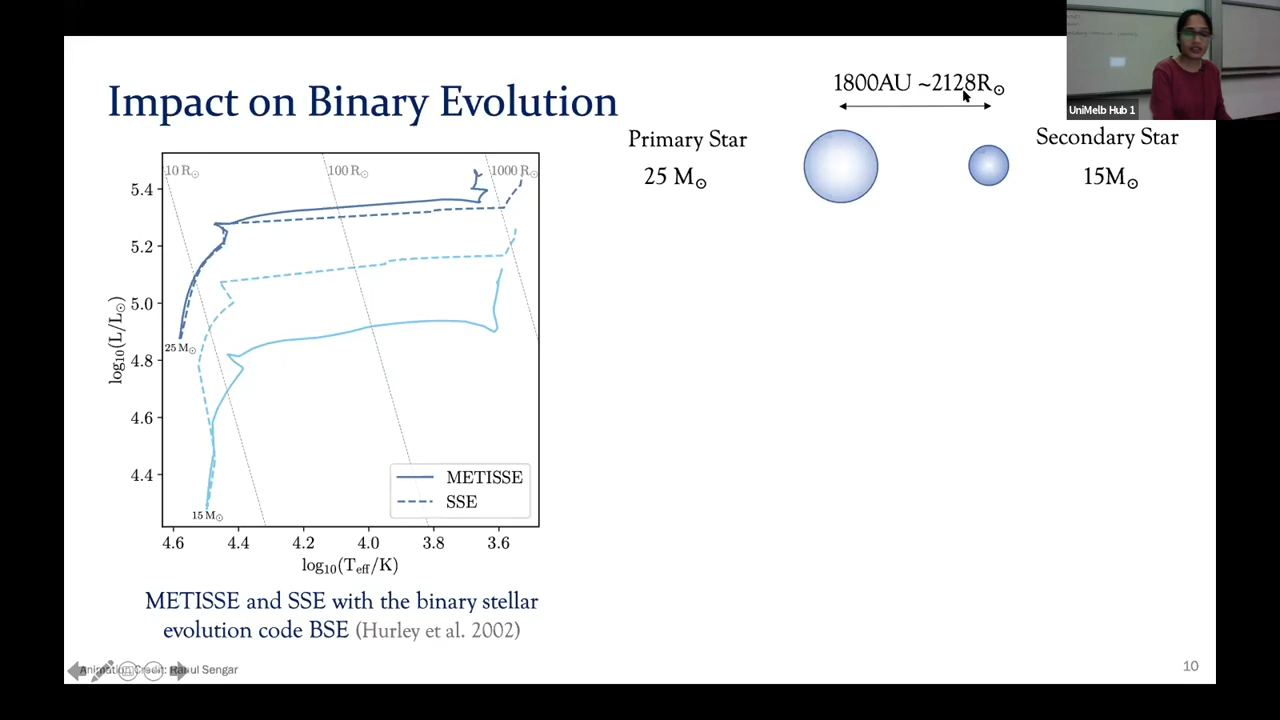 Impact on Binary Evolution
1800AU ~2128R⊙
UniMelb Hub 1
Primary Star
25 M⊙
Secondary Star
15M⊙
10 R⊙
100 R⊙
1000 R⊙
5.4
5.2
5.0
4.8
4.6
4.4
log10(L/L⊙)
25 M⊙
15 M⊙
METISSE
SSE
4.6 4.4 4.2 4.0 3.8 3.6
log10(Teff/K)
METISSE and SSE with the binary stellar
evolution code BSE (Hurley et al. 2002)
Animation Credit: Rahul Sengar
10